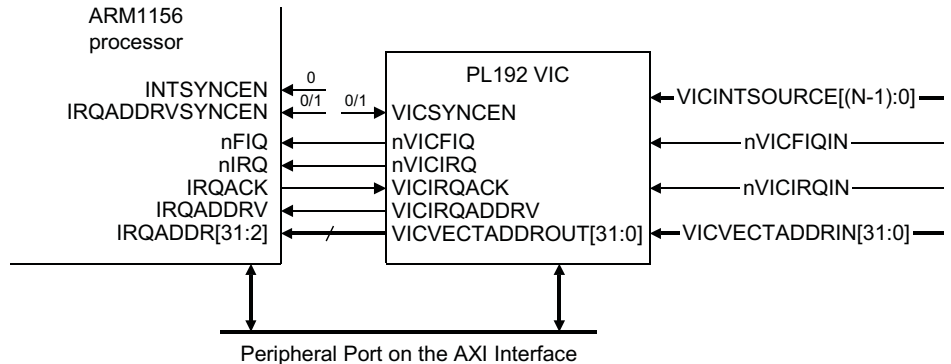 ARM1156
processor
PL192 VIC
INTSYNCEN
0
IRQADDRVSYNCEN
0/1
0/1
VICSYNCEN
VICINTSOURCE[(N-1):0]
nFIQ
nVICFIQ
nVICFIQIN
nIRQ
nVICIRQ
IRQACK
VICIRQACK
nVICIRQIN
IRQADDRV
VICIRQADDRV
IRQADDR[31:2]
VICVECTADDROUT[31:0]
VICVECTADDRIN[31:0]
Peripheral Port on the AXI Interface